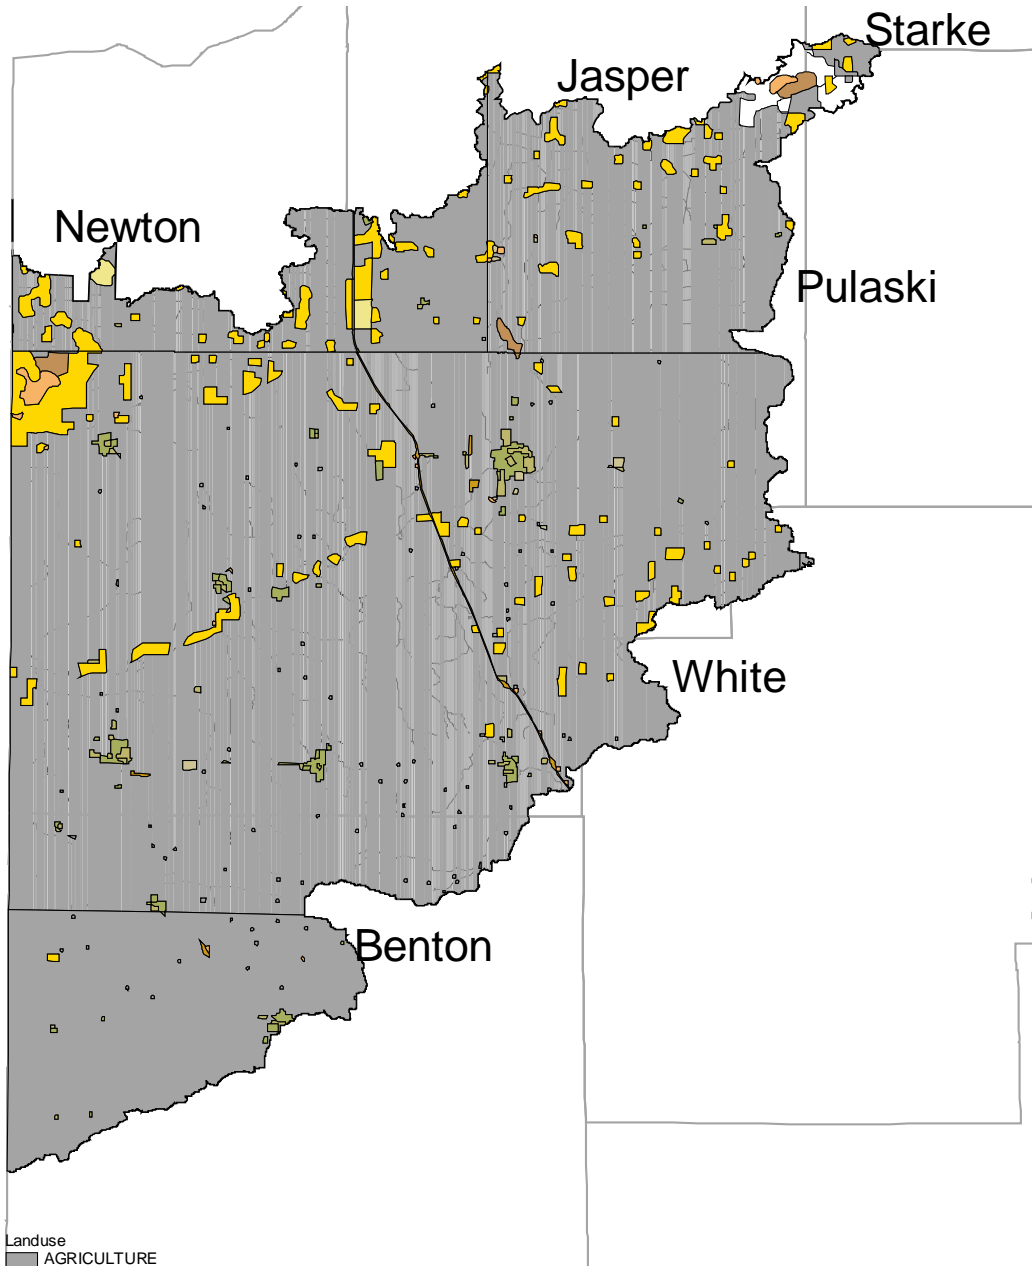 Starke
Jasper
Newton
Pulaski
White
Benton
Landuse
AGRICULTURE